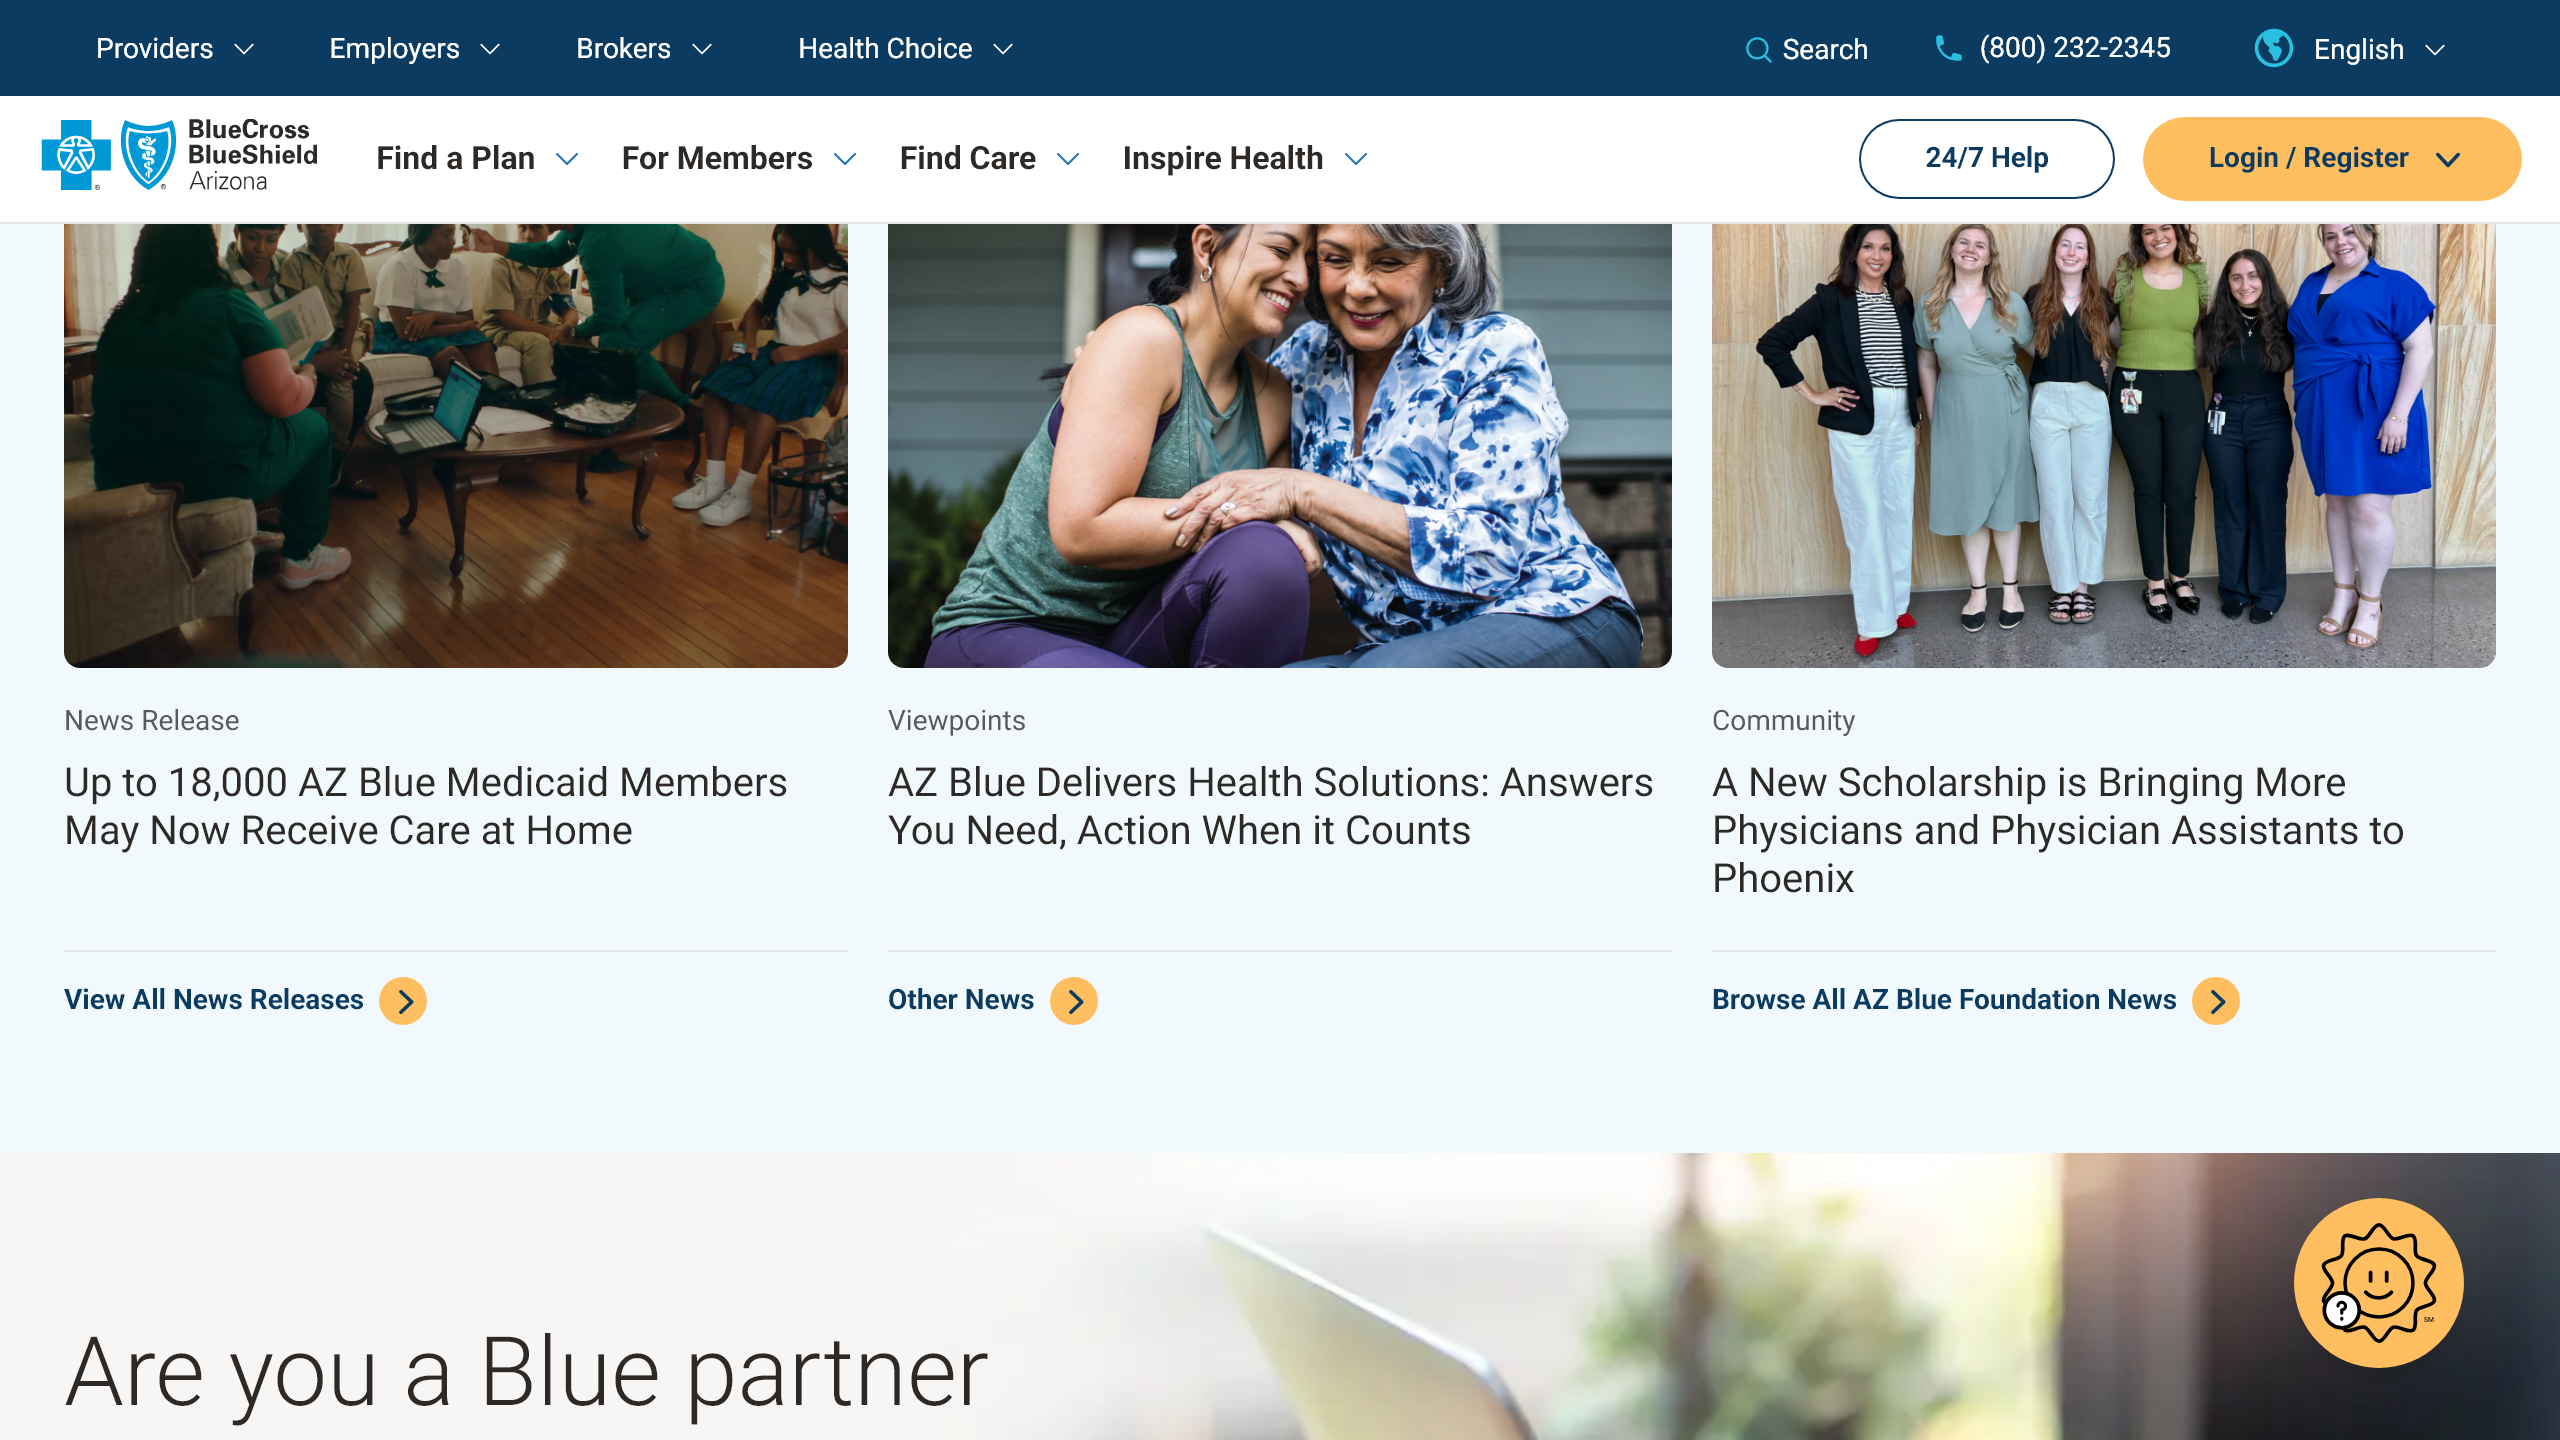 Providers
Employers
Brokers
Health Choice
Search
(800) 232-2345
English
BlueCross
BlueShield
Arizona
Find a Plan
For Members
Find Care
Inspire Health
24/7 Help
Login / Register
News Release
Up to 18,000 AZ Blue Medicaid Members
May Now Receive Care at Home
View All News Releases
Viewpoints
AZ Blue Delivers Health Solutions: Answers
You Need, Action When it Counts
Other News
Community
A New Scholarship is Bringing More
Physicians and Physician Assistants to
Phoenix
Browse All AZ Blue Foundation News
Are you a Blue partner
?
SM